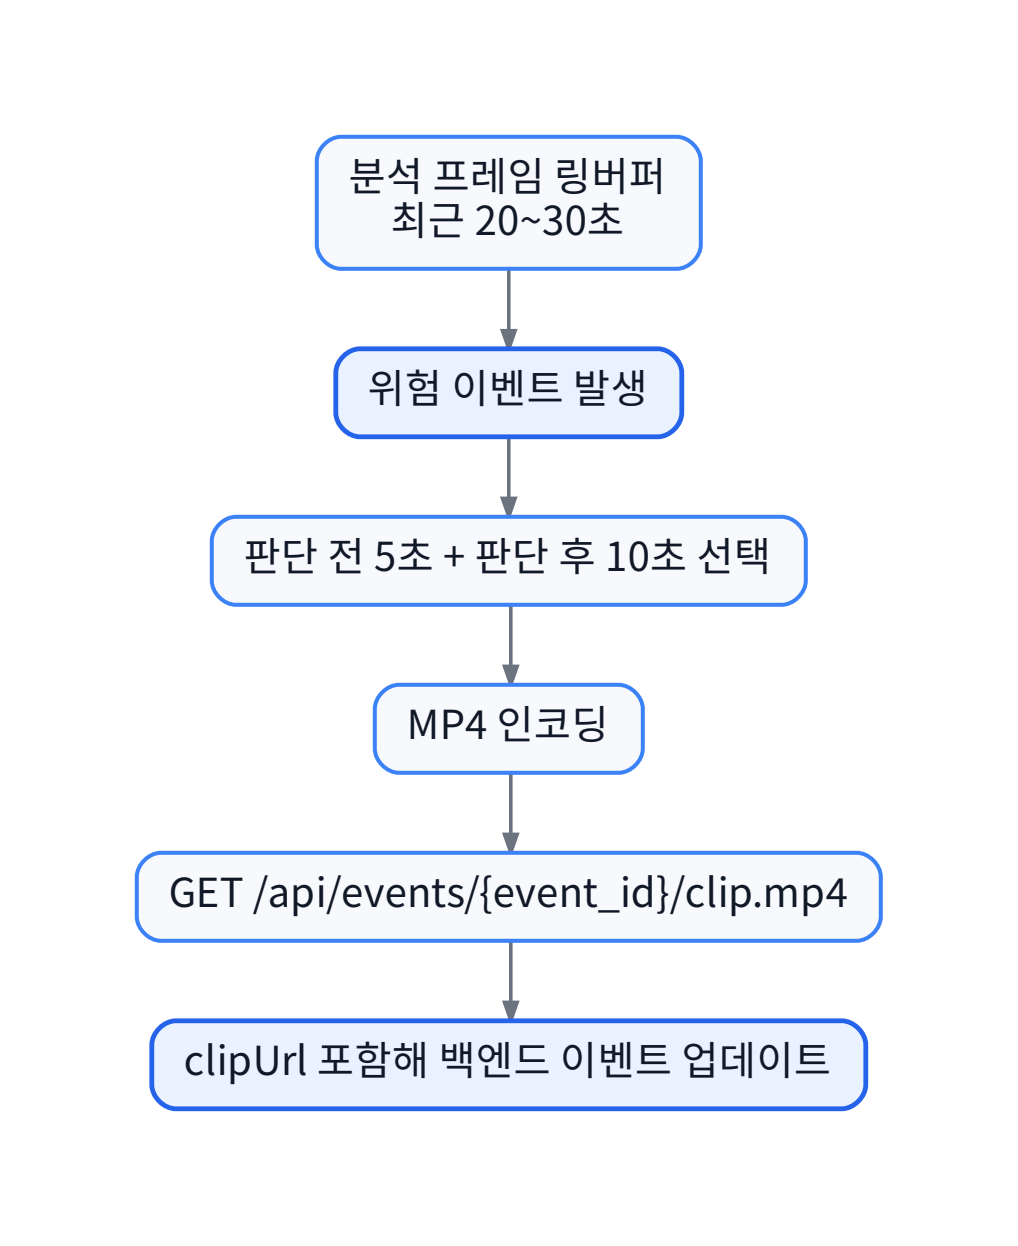 분석 프레임 링버퍼
최근 20~30초
위험 이벤트 발생
판단 전 5초 + 판단 후 10초 선택
MP4 인코딩
GET /api/events/{event_id}/clip.mp4
clipUrl 포함해 백엔드 이벤트 업데이트